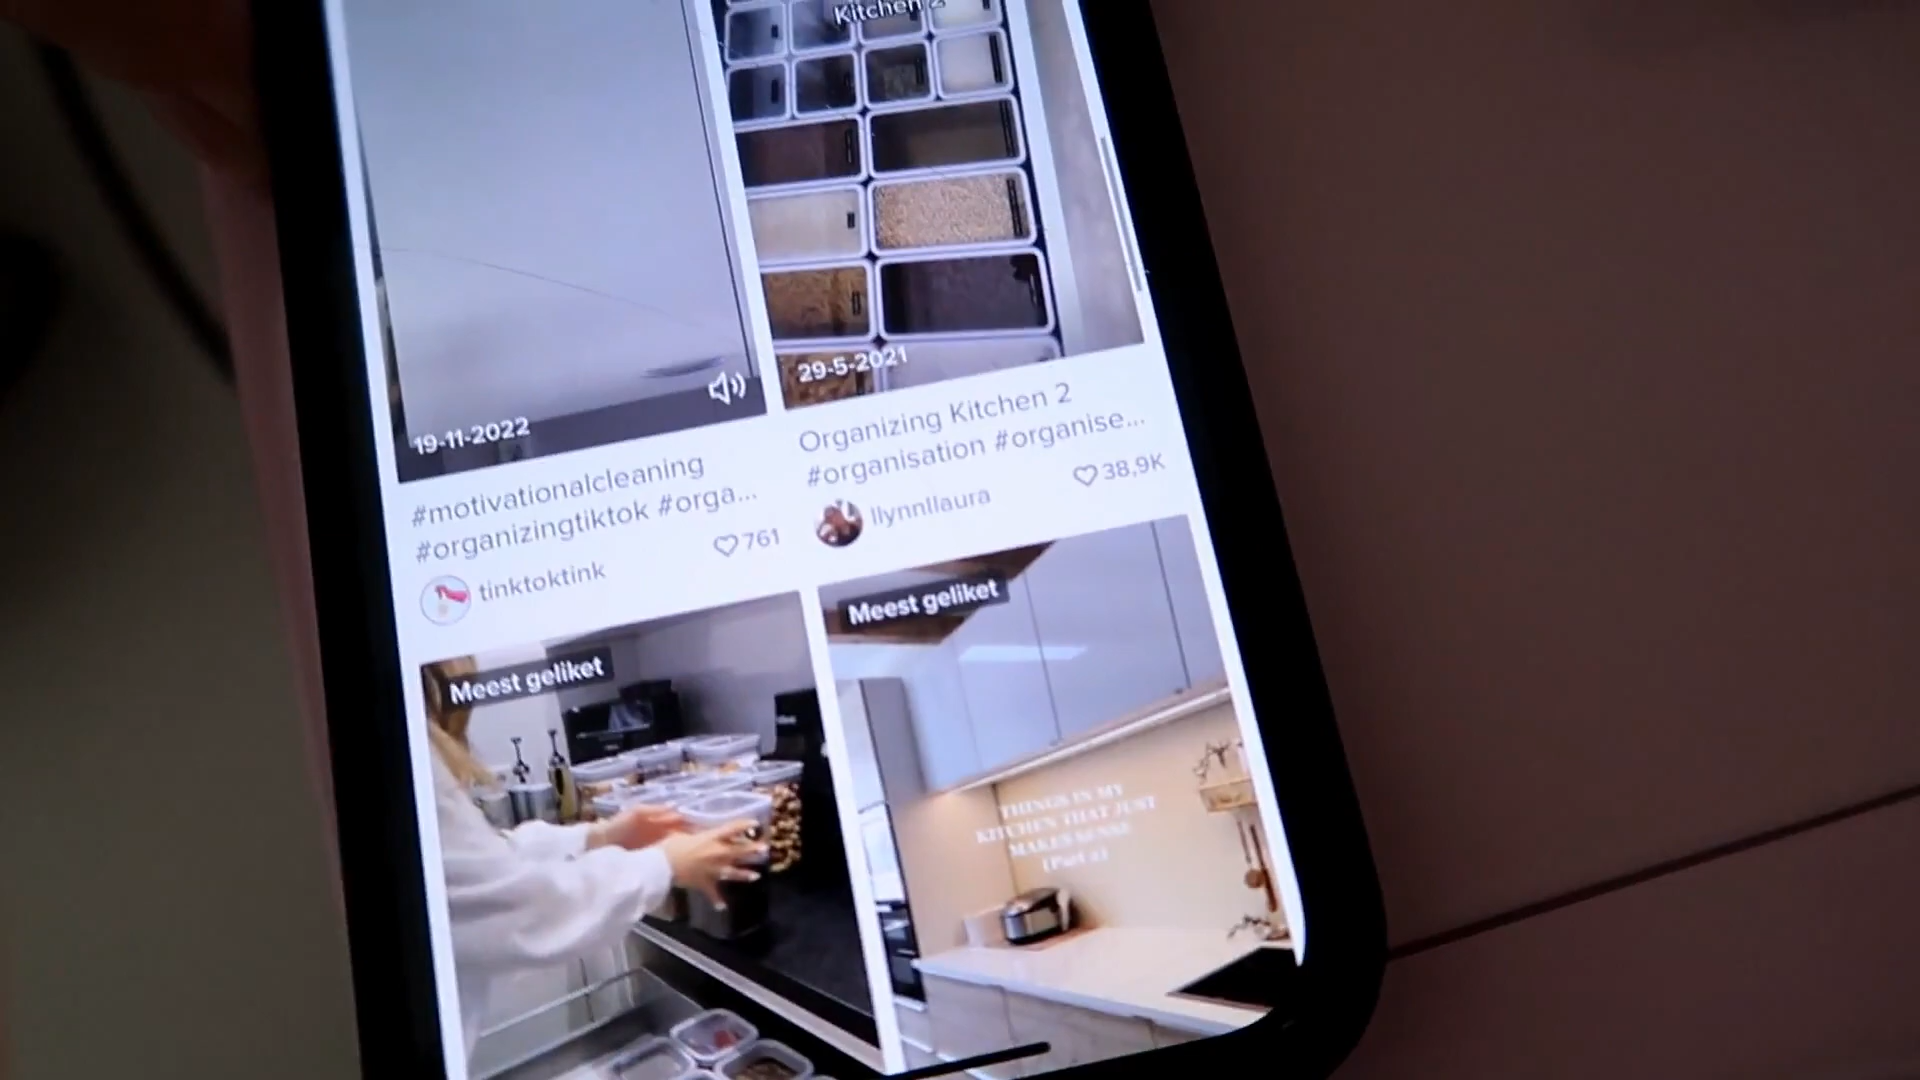 Kitchen 2
19-11-2022
#motivationalcleaning
#organizingtiktok #orga...
761
tinktoktink
29-5-2021
Organizing Kitchen 2
#organisation #organise...
llynnllaura
38,9K
Meest geliket
Meest geliket
THINGS IN MY
KITCHEN THAT JUST
MAKES SENSE